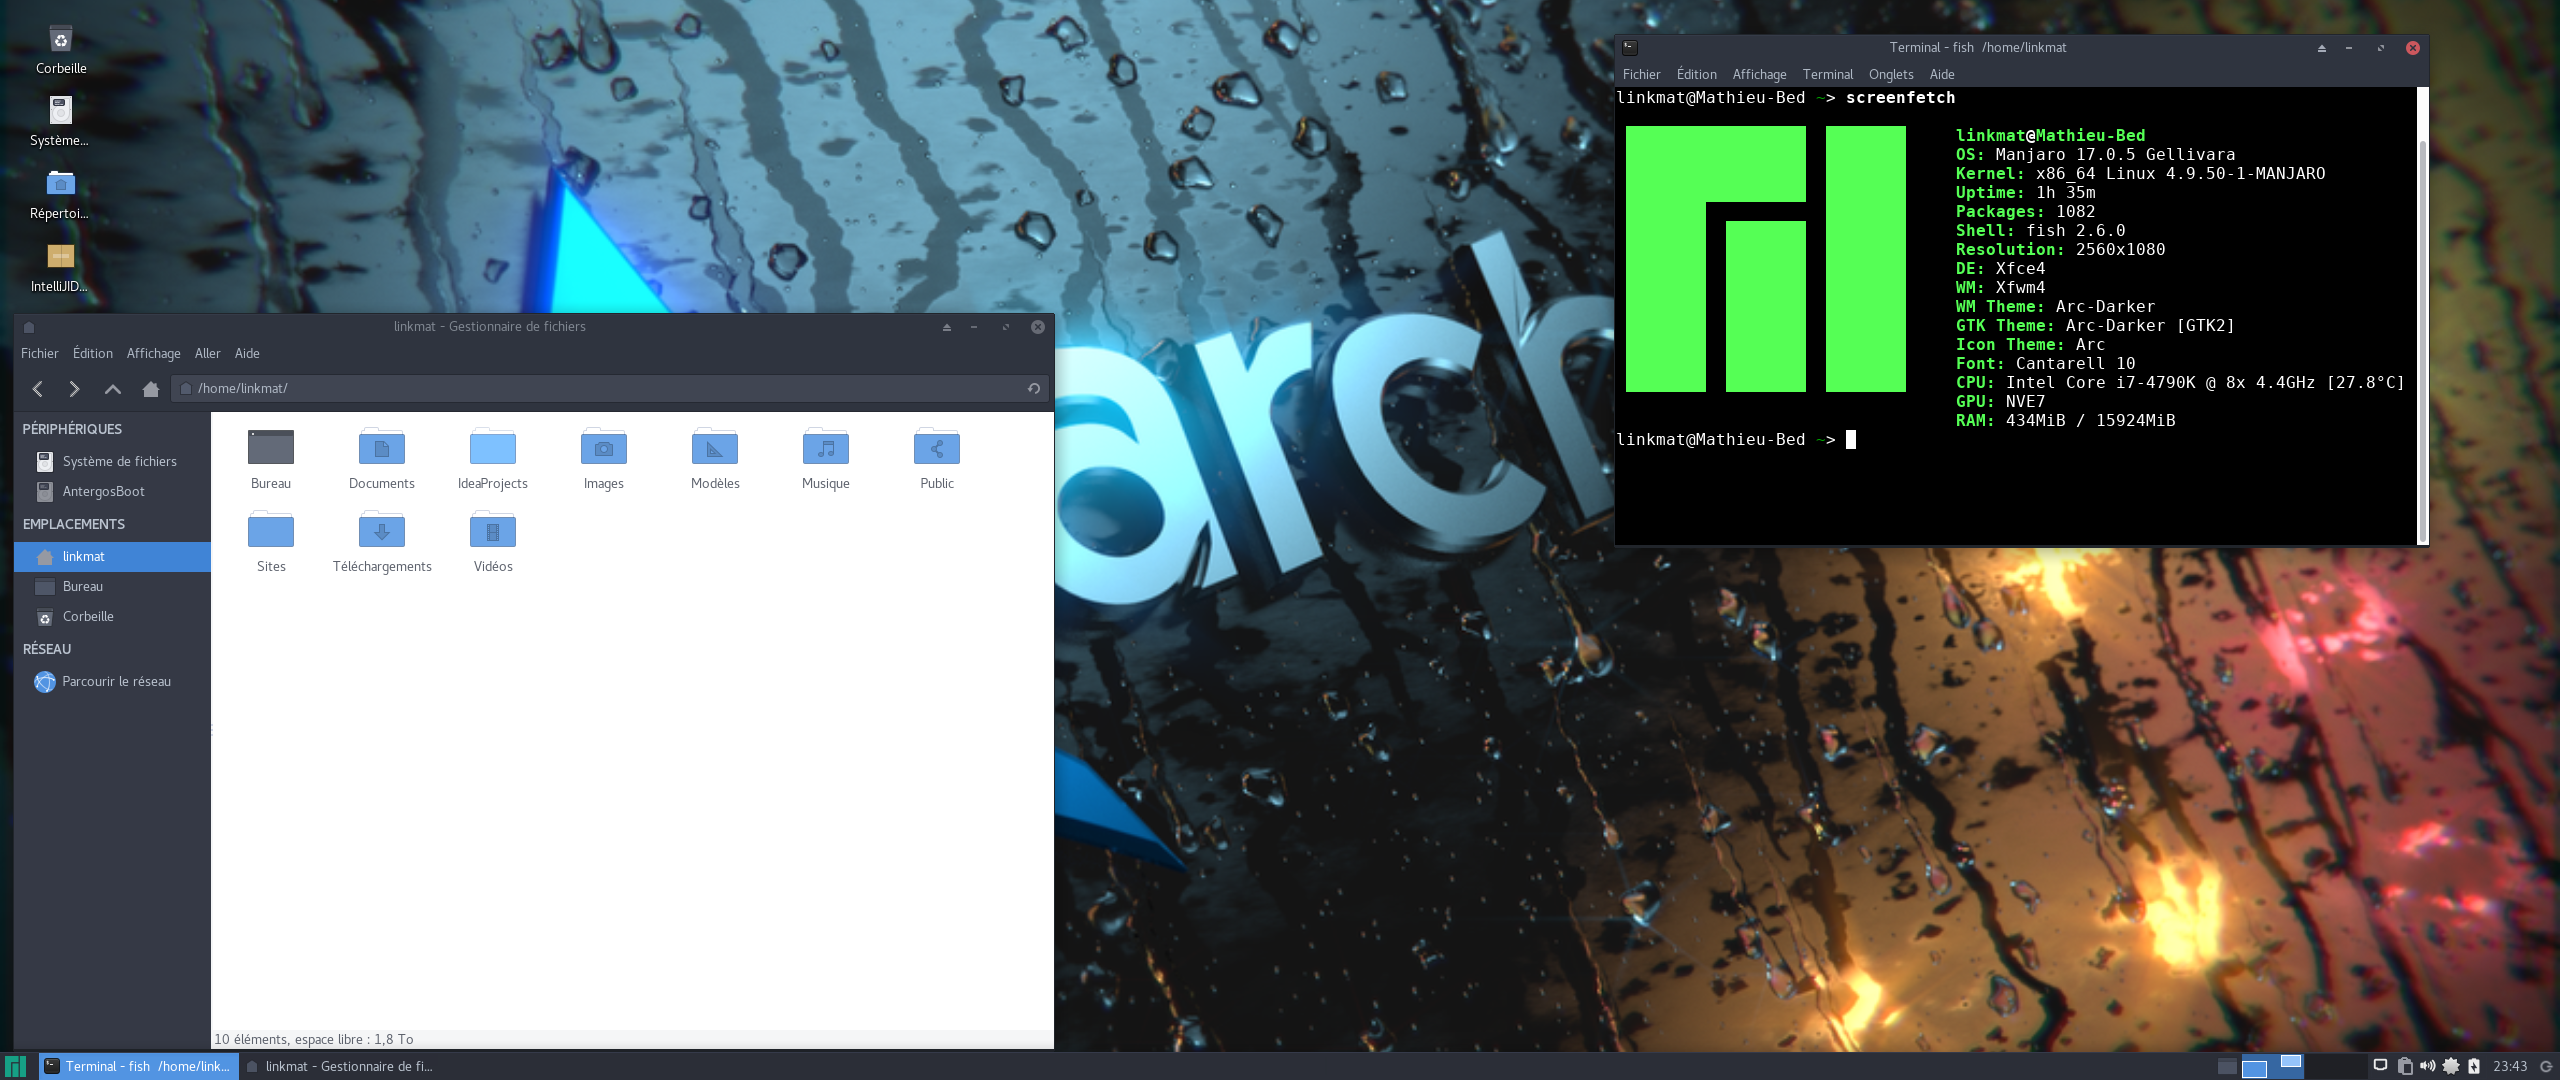 Corbeille
Système...
Répertoi...
IntelliJID...
arch
Terminal - fish  /home/linkmat
Fichier Édition Affichage Terminal Onglets Aide
linkmat@Mathieu-Bed ~> screenfetch
linkmat@Mathieu-Bed
OS: Manjaro 17.0.5 Gellivara
Kernel: x86_64 Linux 4.9.50-1-MANJARO
Uptime: 1h 35m
Packages: 1082
Shell: fish 2.6.0
Resolution: 2560x1080
DE: Xfce4
WM: Xfwm4
WM Theme: Arc-Darker
GTK Theme: Arc-Darker [GTK2]
Icon Theme: Arc
Font: Cantarell 10
CPU: Intel Core i7-4790K @ 8x 4.4GHz [27.8°C]
GPU: NVE7
RAM: 434MiB / 15924MiB
linkmat@Mathieu-Bed ~>
linkmat - Gestionnaire de fichiers
Fichier Édition Affichage Aller Aide
/home/linkmat/
PÉRIPHÉRIQUES
Système de fichiers
AntergosBoot
EMPLACEMENTS
linkmat
Bureau
Corbeille
RÉSEAU
Parcourir le réseau
Bureau Documents IdeaProjects Images Modèles Musique Public
Sites Téléchargements Vidéos
10 éléments, espace libre : 1,8 To
Terminal - fish  /home/link... linkmat - Gestionnaire de fi... 23:43